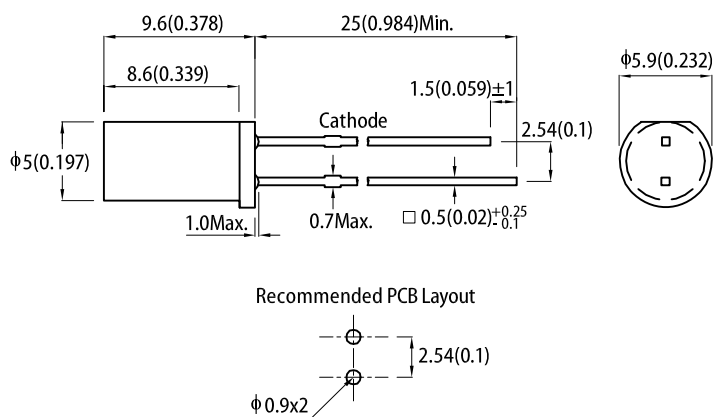 9.6(0.378)
25(0.984)Min.
ϕ5.9(0.232)
8.6(0.339)
1.5(0.059)±1
Cathode
2.54(0.1)
ϕ5(0.197)
1.0Max.
0.7Max.
□ 0.5(0.02)+0.25
-0.1
Recommended PCB Layout
2.54(0.1)
ϕ0.9x2